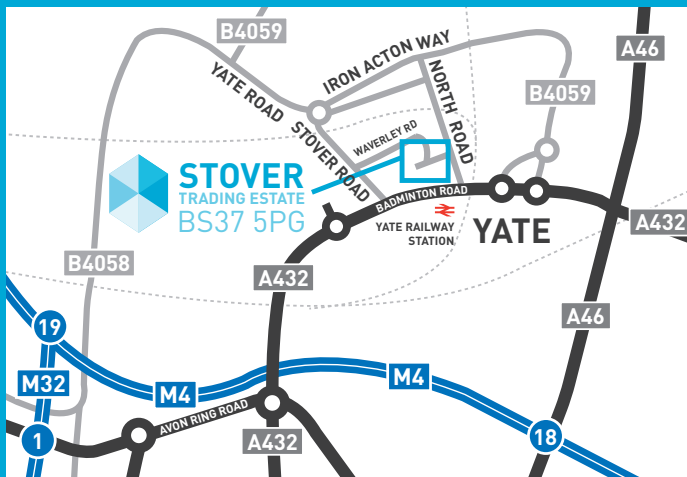 B4059
A46
IRON ACTON WAY
YATE ROAD
NORTH ROAD
B4059
STOVER ROAD
WAVERLEY RD
STOVER
TRADING ESTATE
BS37 5PG
BADMINTON ROAD
YATE RAILWAY
STATION
YATE
A432
B4058
A432
A46
19
M32
M4
M4
AVON RING ROAD
1
A432
18